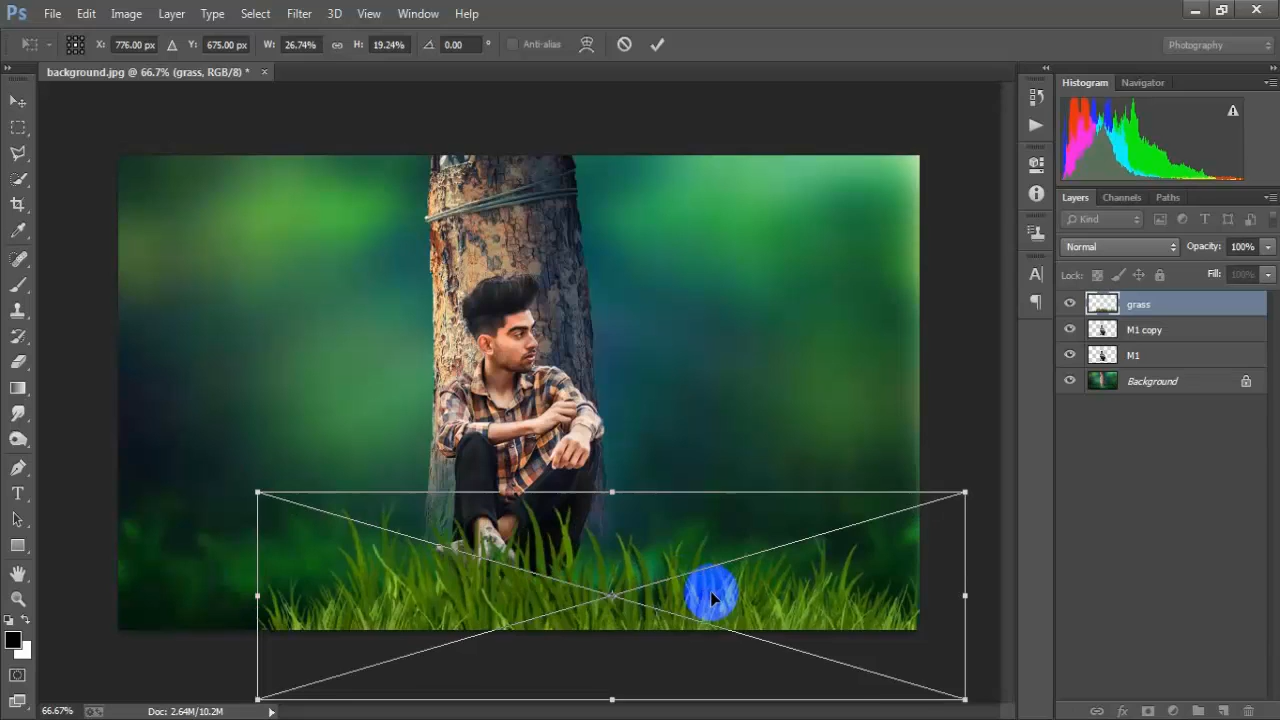 Ps File Edit Image Layer Type Select Filter 3D View Window Help
X: 776.00 px Y: 675.00 px W: 26.74% H: 19.24% 0.00 ° Anti-alias Photography
background.jpg @ 66.7% (grass, RGB/8) * ×
Histogram Navigator
Layers Channels Paths
Kind T
Normal Opacity: 100%
Lock: Fill: 100%
grass
M1 copy
M1
Background
A
T
66.67% Doc: 2.64M/10.2M
fx